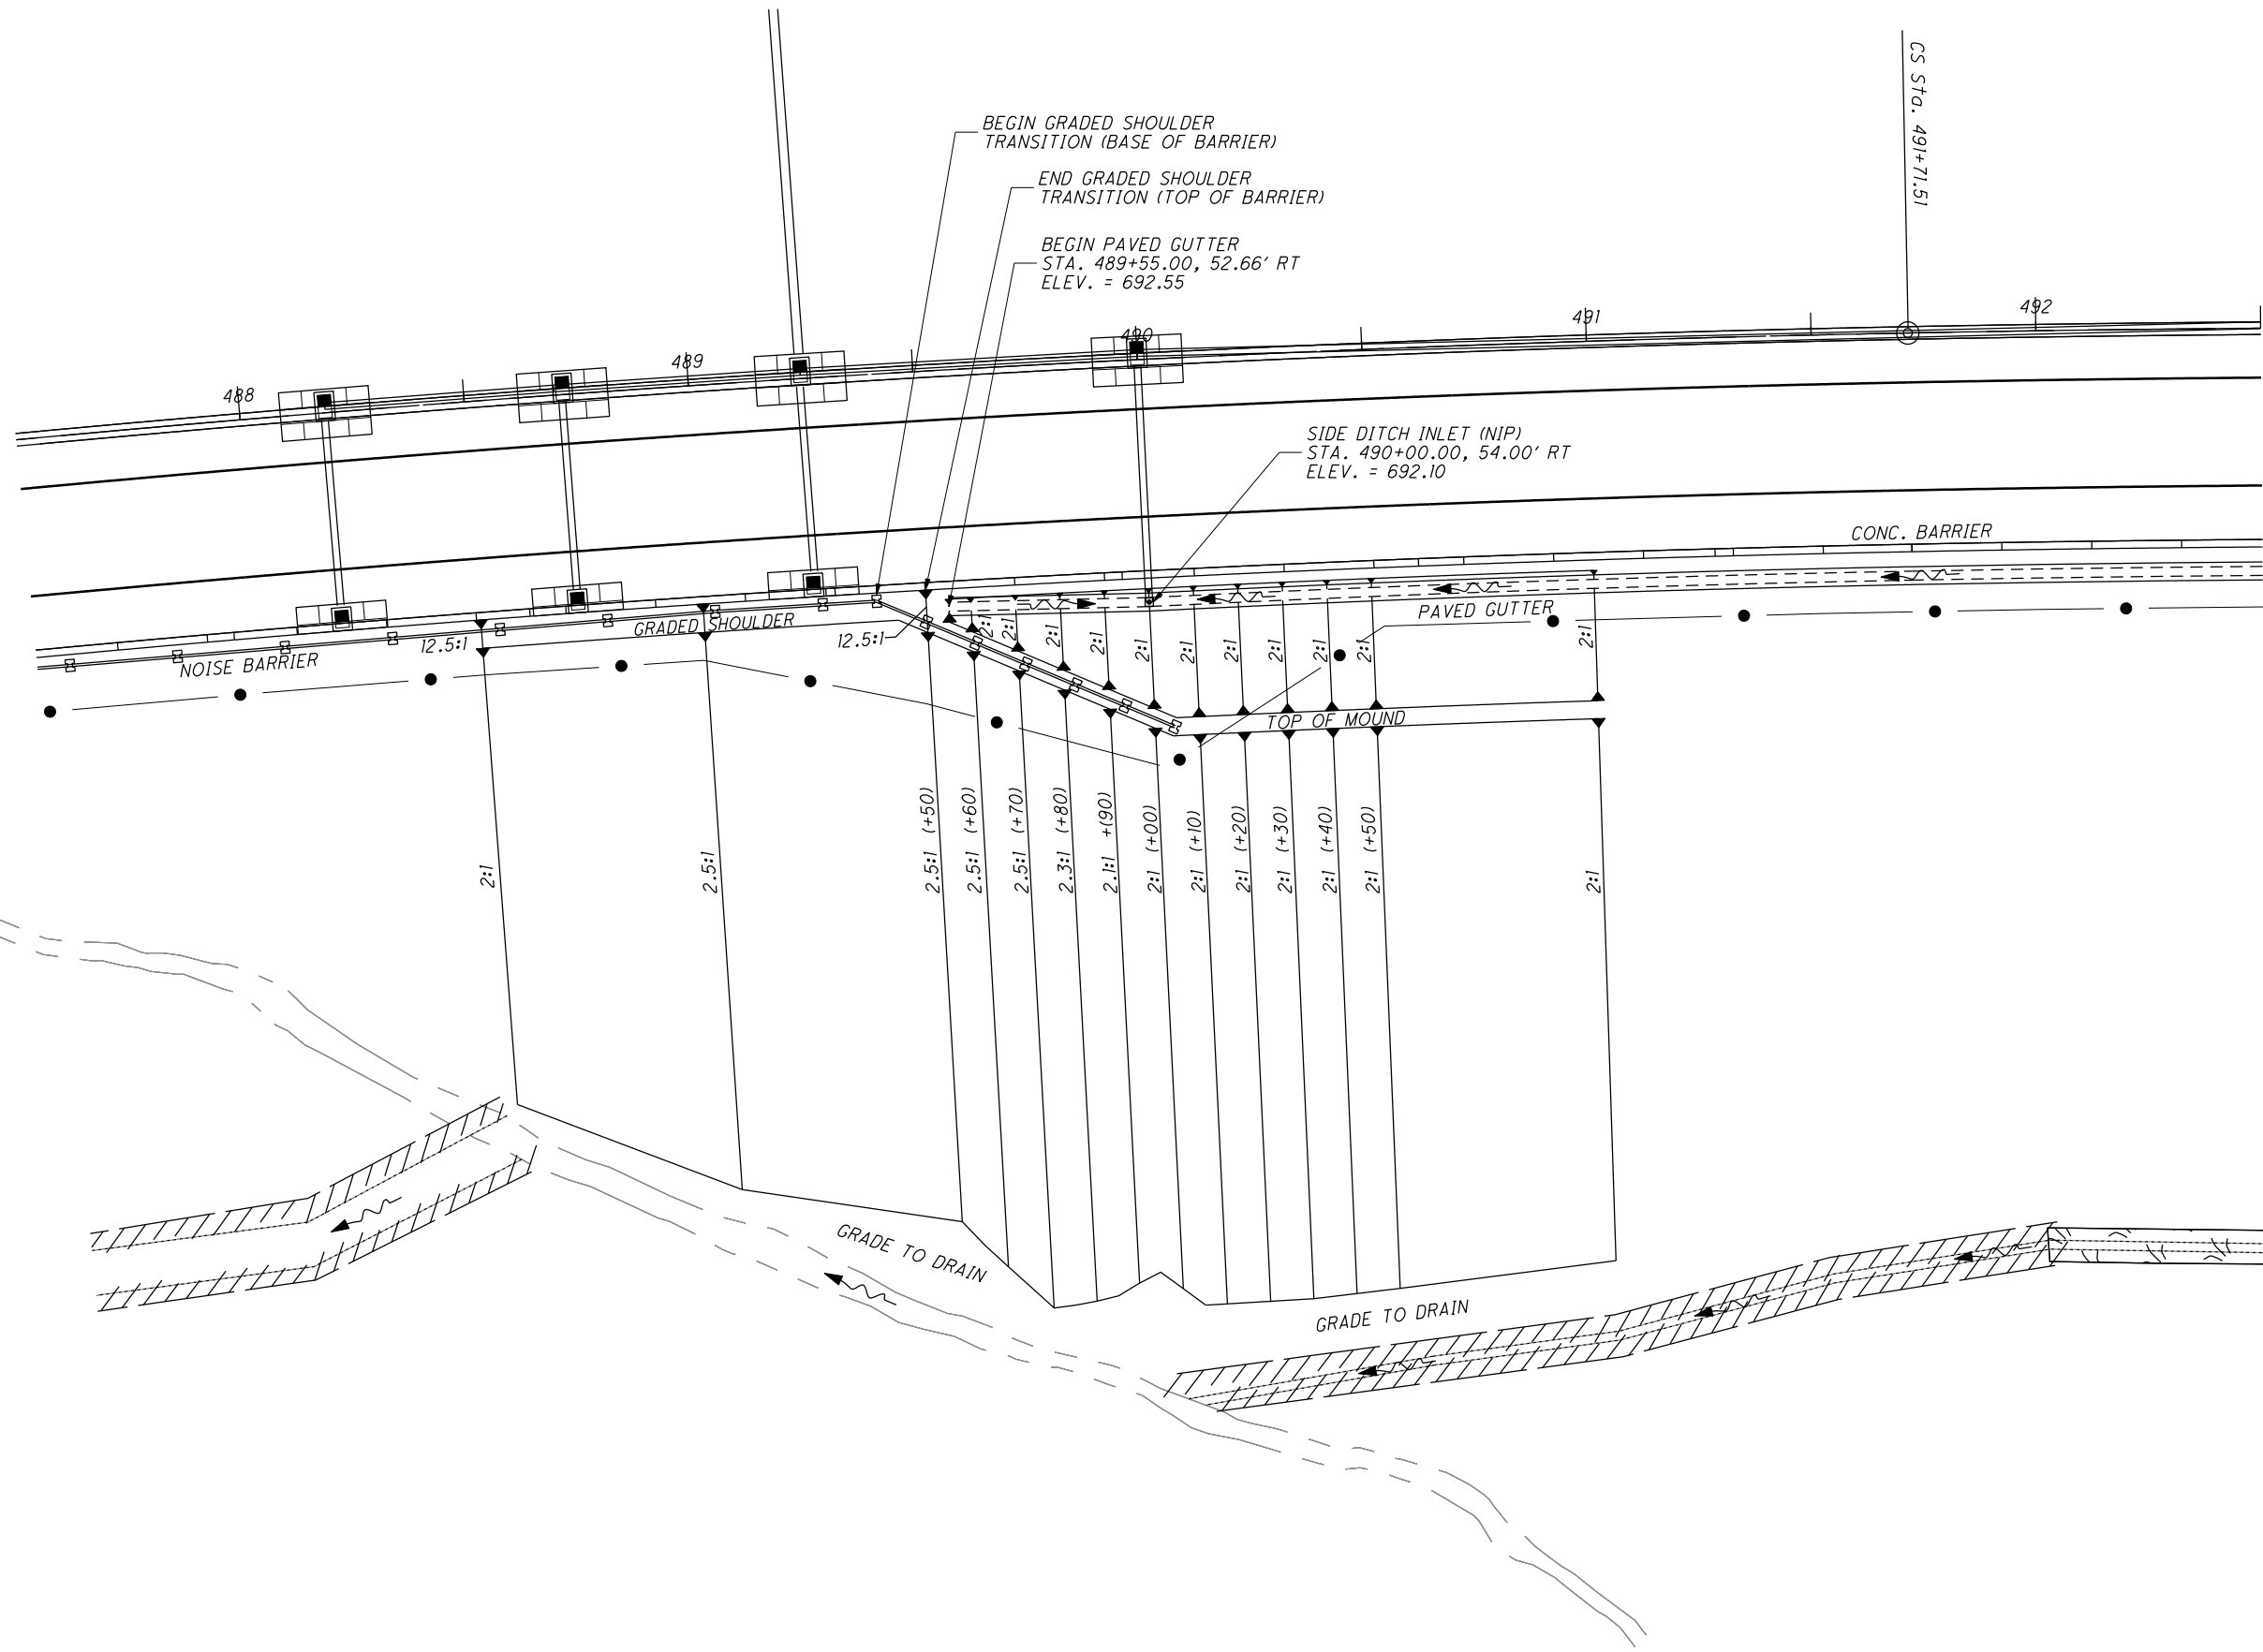 CS Sta. 491+71.51
BEGIN GRADED SHOULDER
TRANSITION (BASE OF BARRIER)
END GRADED SHOULDER
TRANSITION (TOP OF BARRIER)
BEGIN PAVED GUTTER
STA. 489+55.00, 52.66' RT
ELEV. = 692.55
488
489
490
491
492
SIDE DITCH INLET (NIP)
STA. 490+00.00, 54.00' RT
ELEV. = 692.10
CONC. BARRIER
PAVED GUTTER
GRADED SHOULDER
NOISE BARRIER
12.5:1
12.5:1
2:1
2:1
2:1
2:1
2:1
2:1
2:1
2:1
2:1
2:1
2:1
TOP OF MOUND
2:1
2.5:1
2.5:1 (+50)
2.5:1 (+60)
2.5:1 (+70)
2.3:1 (+80)
2.1:1 +(90)
2:1 (+00)
2:1 (+10)
2:1 (+20)
2:1 (+30)
2:1 (+40)
2:1 (+50)
2:1
GRADE TO DRAIN
GRADE TO DRAIN